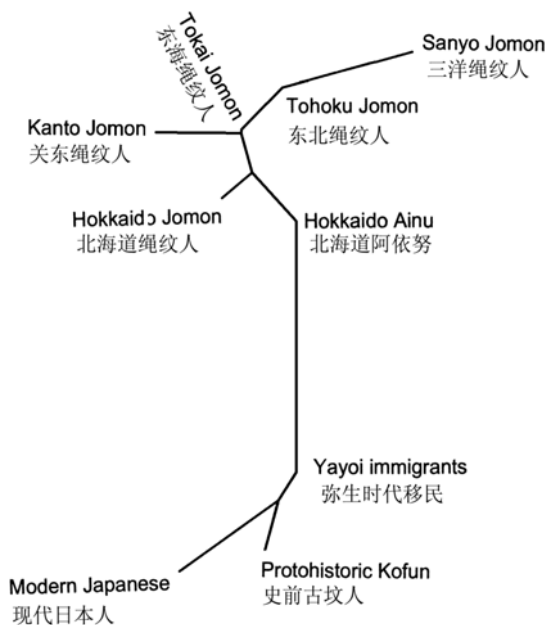 Tokai Jomon
东海绳纹人
Sanyo Jomon
三洋绳纹人
Tohoku Jomon
东北绳纹人
Kanto Jomon
关东绳纹人
Hokkaido Jomon
北海道绳纹人
Hokkaido Ainu
北海道阿依努
Yayoi immigrants
弥生时代移民
Modern Japanese
现代日本人
Protohistoric Kofun
史前古坟人